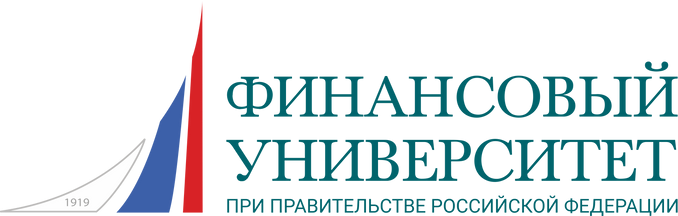 ФИНАНСОВЫЙ
УНИВЕРСИТЕТ
ПРИ ПРАВИТЕЛЬСТВЕ РОССИЙСКОЙ ФЕДЕРАЦИИ
1919